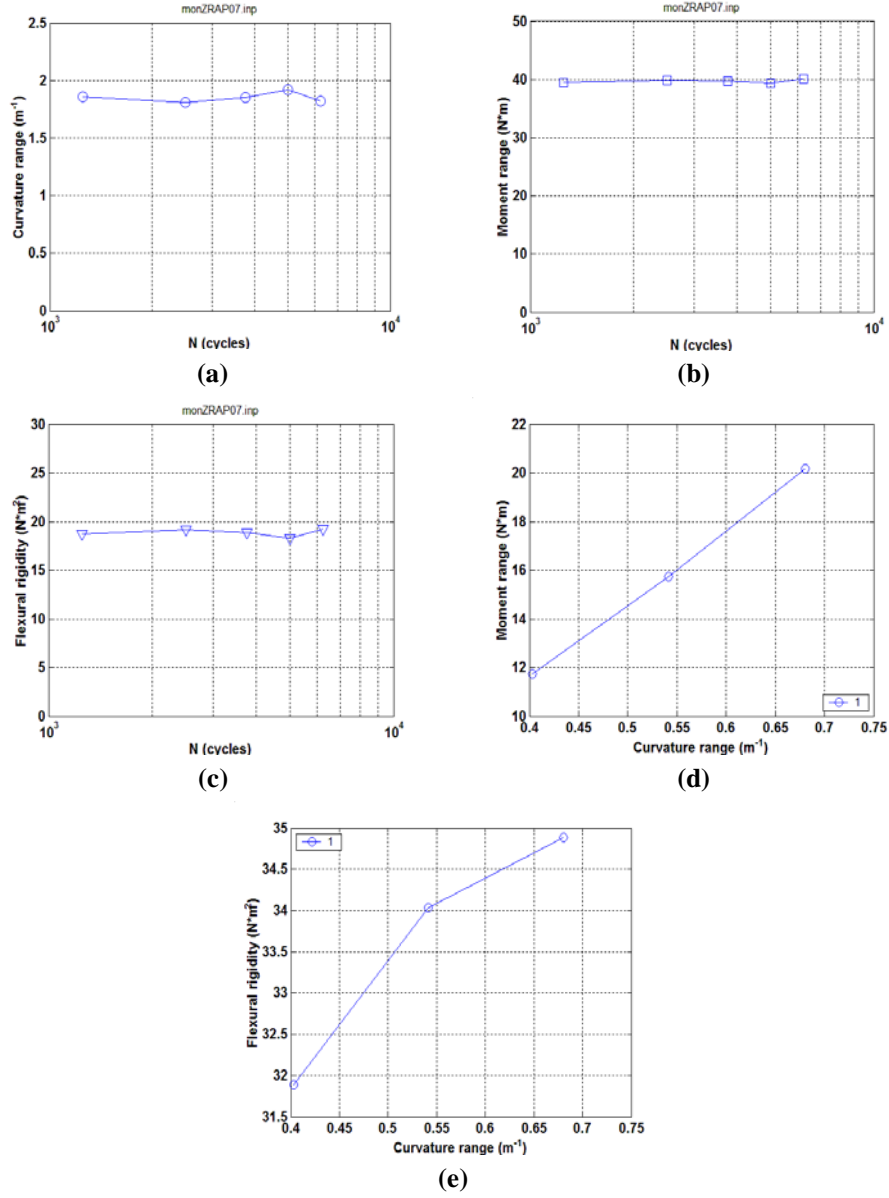 monZRAP07.inp
2.5
2
1.5
1
0.5
0
Curvature range (m⁻¹)
10³
10⁴
N (cycles)
(a)
monZRAP07.inp
50
40
30
20
10
0
Moment range (N*m)
10³
10⁴
N (cycles)
(b)
monZRAP07.inp
30
25
20
15
10
5
0
Flexural rigidity (N*m²)
10³
10⁴
N (cycles)
(c)
22
20
18
16
14
12
10
Moment range (N*m)
1
0.4 0.45 0.5 0.55 0.6 0.65 0.7 0.75
Curvature range (m⁻¹)
(d)
35
34.5
34
33.5
33
32.5
32
31.5
Flexural rigidity (N*m²)
1
0.4 0.45 0.5 0.55 0.6 0.65 0.7 0.75
Curvature range (m⁻¹)
(e)